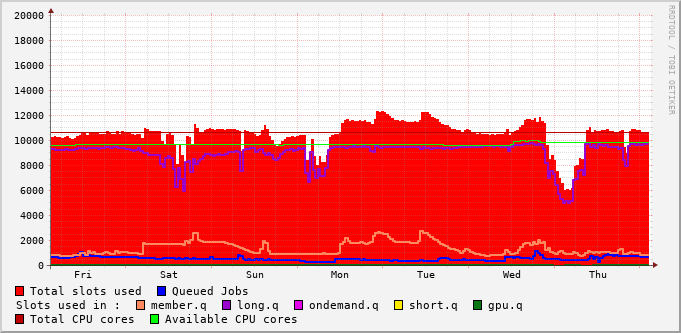 20000
18000
16000
14000
12000
10000
8000
6000
4000
2000
0
Fri Sat Sun Mon Tue Wed Thu
RRDTOOL / TOBI OETIKER
Total slots used Queued Jobs
Slots used in : member.q long.q ondemand.q short.q gpu.q
Total CPU cores Available CPU cores